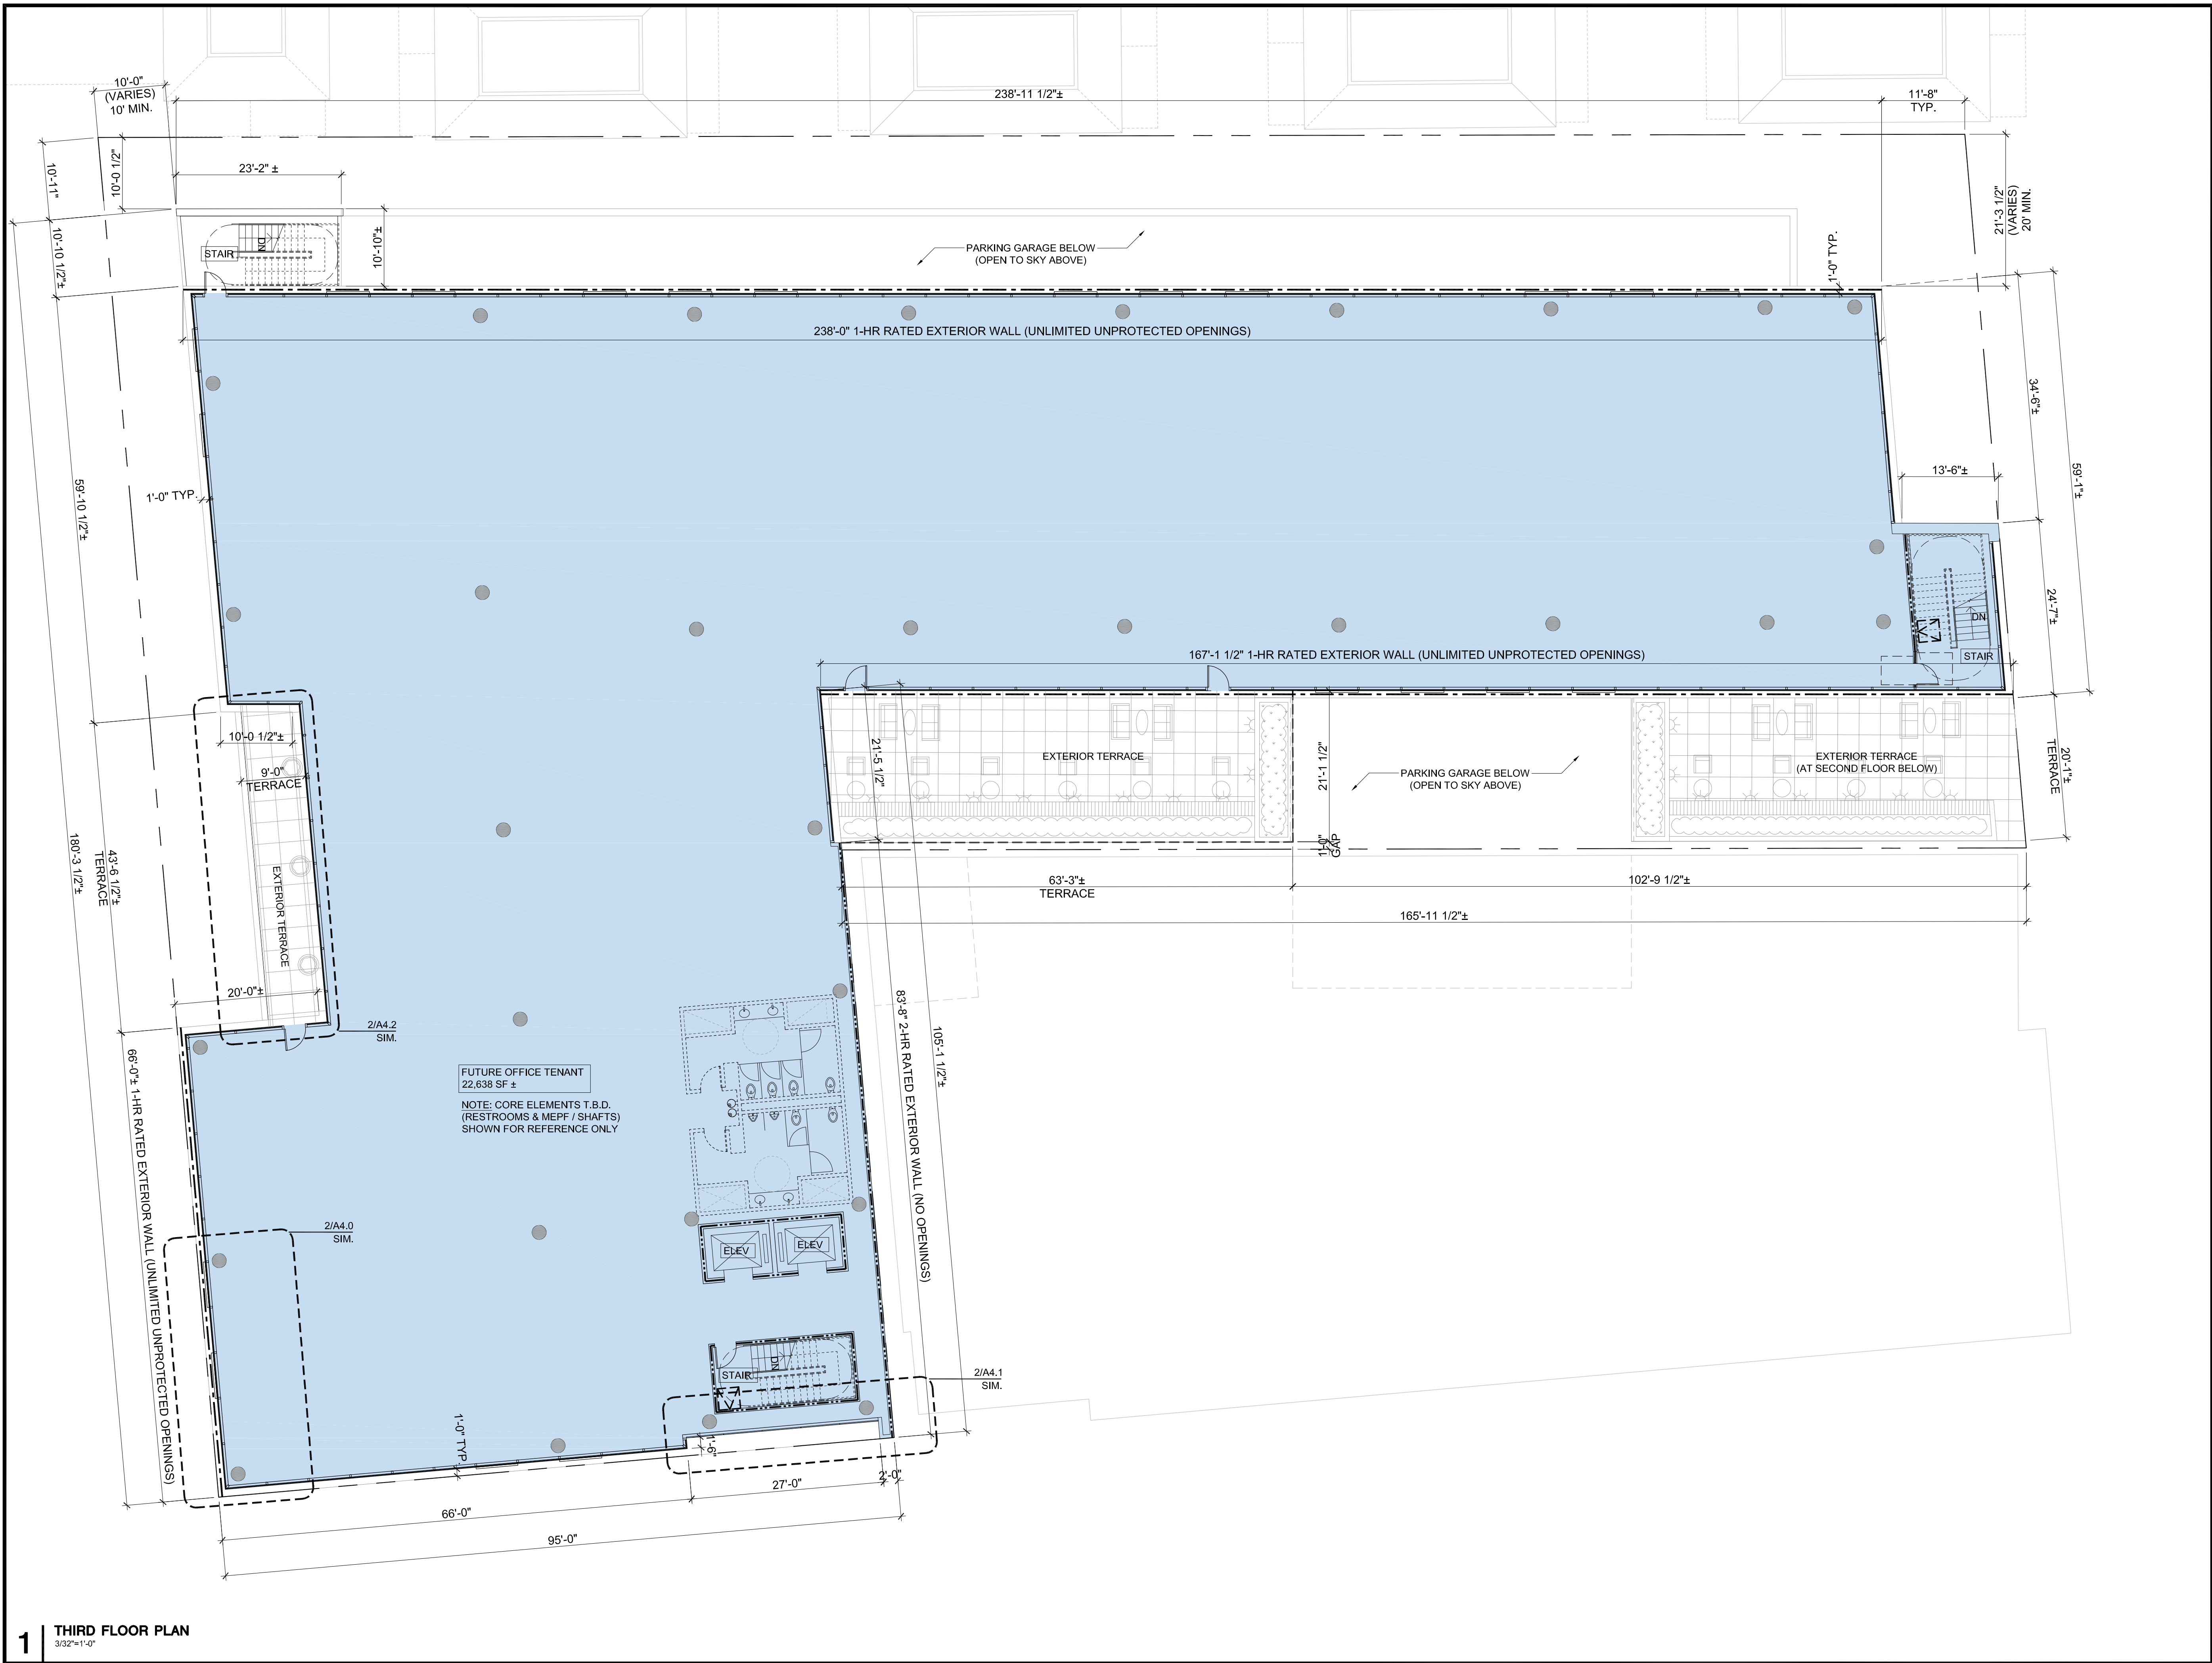 10'-0"
(VARIES)
10' MIN.
238'-11 1/2"±
11'-8"
TYP.
10'-11"
10'-0 1/2"
23'-2" ±
21'-3 1/2"
(VARIES)
20' MIN.
10'-10 1/2"±
STAIR
DN
10'-10"±
PARKING GARAGE BELOW
(OPEN TO SKY ABOVE)
1'-0" TYP.
238'-0" 1-HR RATED EXTERIOR WALL (UNLIMITED UNPROTECTED OPENINGS)
34'-6"±
59'-1"±
13'-6"±
59'-10 1/2"±
1'-0" TYP.
24'-7"±
DN
STAIR
167'-1 1/2" 1-HR RATED EXTERIOR WALL (UNLIMITED UNPROTECTED OPENINGS)
10'-0 1/2"±
9'-0"
TERRACE
21'-5 1/2"
EXTERIOR TERRACE
21'-1 1/2"
PARKING GARAGE BELOW
(OPEN TO SKY ABOVE)
EXTERIOR TERRACE
(AT SECOND FLOOR BELOW)
20'-1"±
TERRACE
1'-0"
GAP
180'-3 1/2"±
43'-6 1/2"±
TERRACE
EXTERIOR TERRACE
63'-3"±
TERRACE
102'-9 1/2"±
165'-11 1/2"±
20'-0"±
2/A4.2
SIM.
83'-8" 2-HR RATED EXTERIOR WALL (NO OPENINGS)
105'-1 1/2"±
66'-0"± 1-HR RATED EXTERIOR WALL (UNLIMITED UNPROTECTED OPENINGS)
FUTURE OFFICE TENANT
22,638 SF ±
NOTE: CORE ELEMENTS T.B.D.
(RESTROOMS & MEPF / SHAFTS)
SHOWN FOR REFERENCE ONLY
2/A4.0
SIM.
ELEV
ELEV
DN
STAIR
2/A4.1
SIM.
1'-0" TYP.
1'-6"
27'-0"
2'-0"
66'-0"
95'-0"
1
THIRD FLOOR PLAN
3/32"=1'-0"